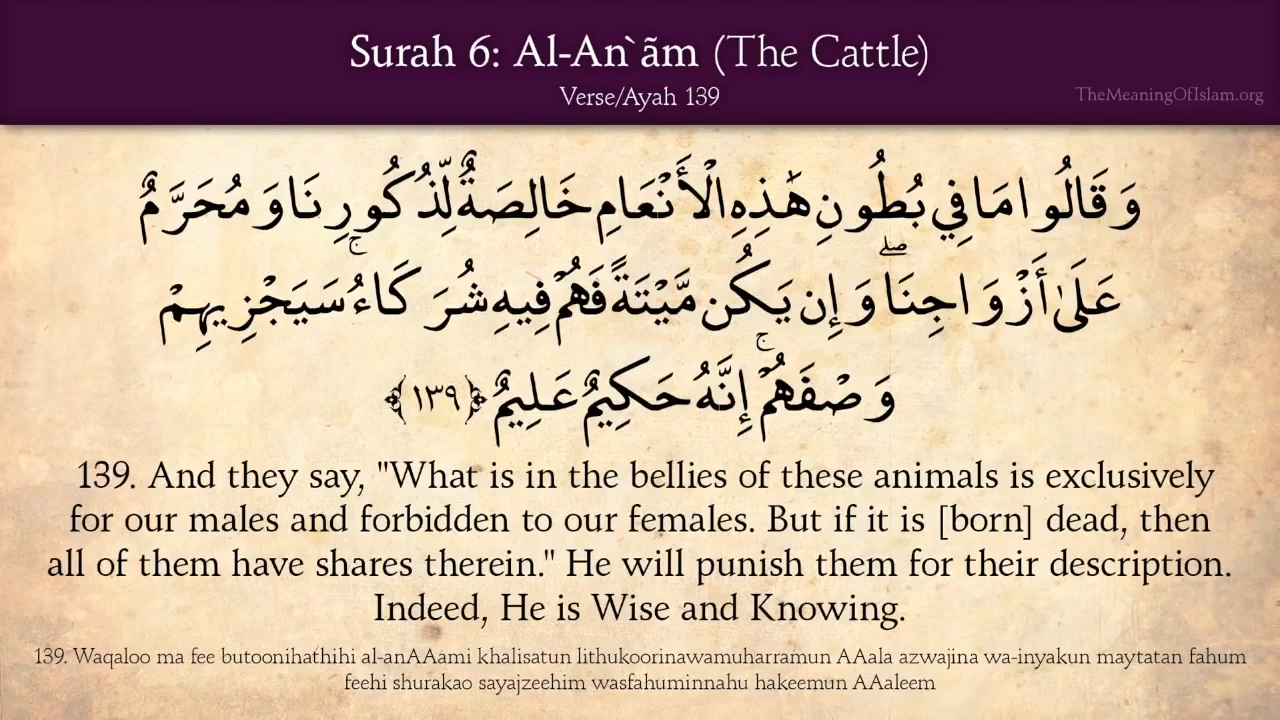 Surah 6: Al-An`ãm (The Cattle)
Verse/Ayah 139
TheMeaningOfIslam.org
وَقَالُوا مَا فِي بُطُونِ هَٰذِهِ الْأَنْعَامِ خَالِصَةٌ لِّذُكُورِنَا وَمُحَرَّمٌ
عَلَىٰ أَزْوَاجِنَا ۖ وَإِن يَكُن مَّيْتَةً فَهُمْ فِيهِ شُرَكَاءُ ۚ سَيَجْزِيهِمْ
وَصْفَهُمْ ۚ إِنَّهُ حَكِيمٌ عَلِيمٌ ﴿١٣٩﴾
139. And they say, "What is in the bellies of these animals is exclusively
for our males and forbidden to our females. But if it is [born] dead, then
all of them have shares therein." He will punish them for their description.
Indeed, He is Wise and Knowing.
139. Waqaloo ma fee butoonihathihi al-anAAami khalisatun lithukoorinawamuharramun AAala azwajina wa-inyakun maytatan fahum
feehi shurakao sayajzeehim wasfahuminnahu hakeemun AAaleem